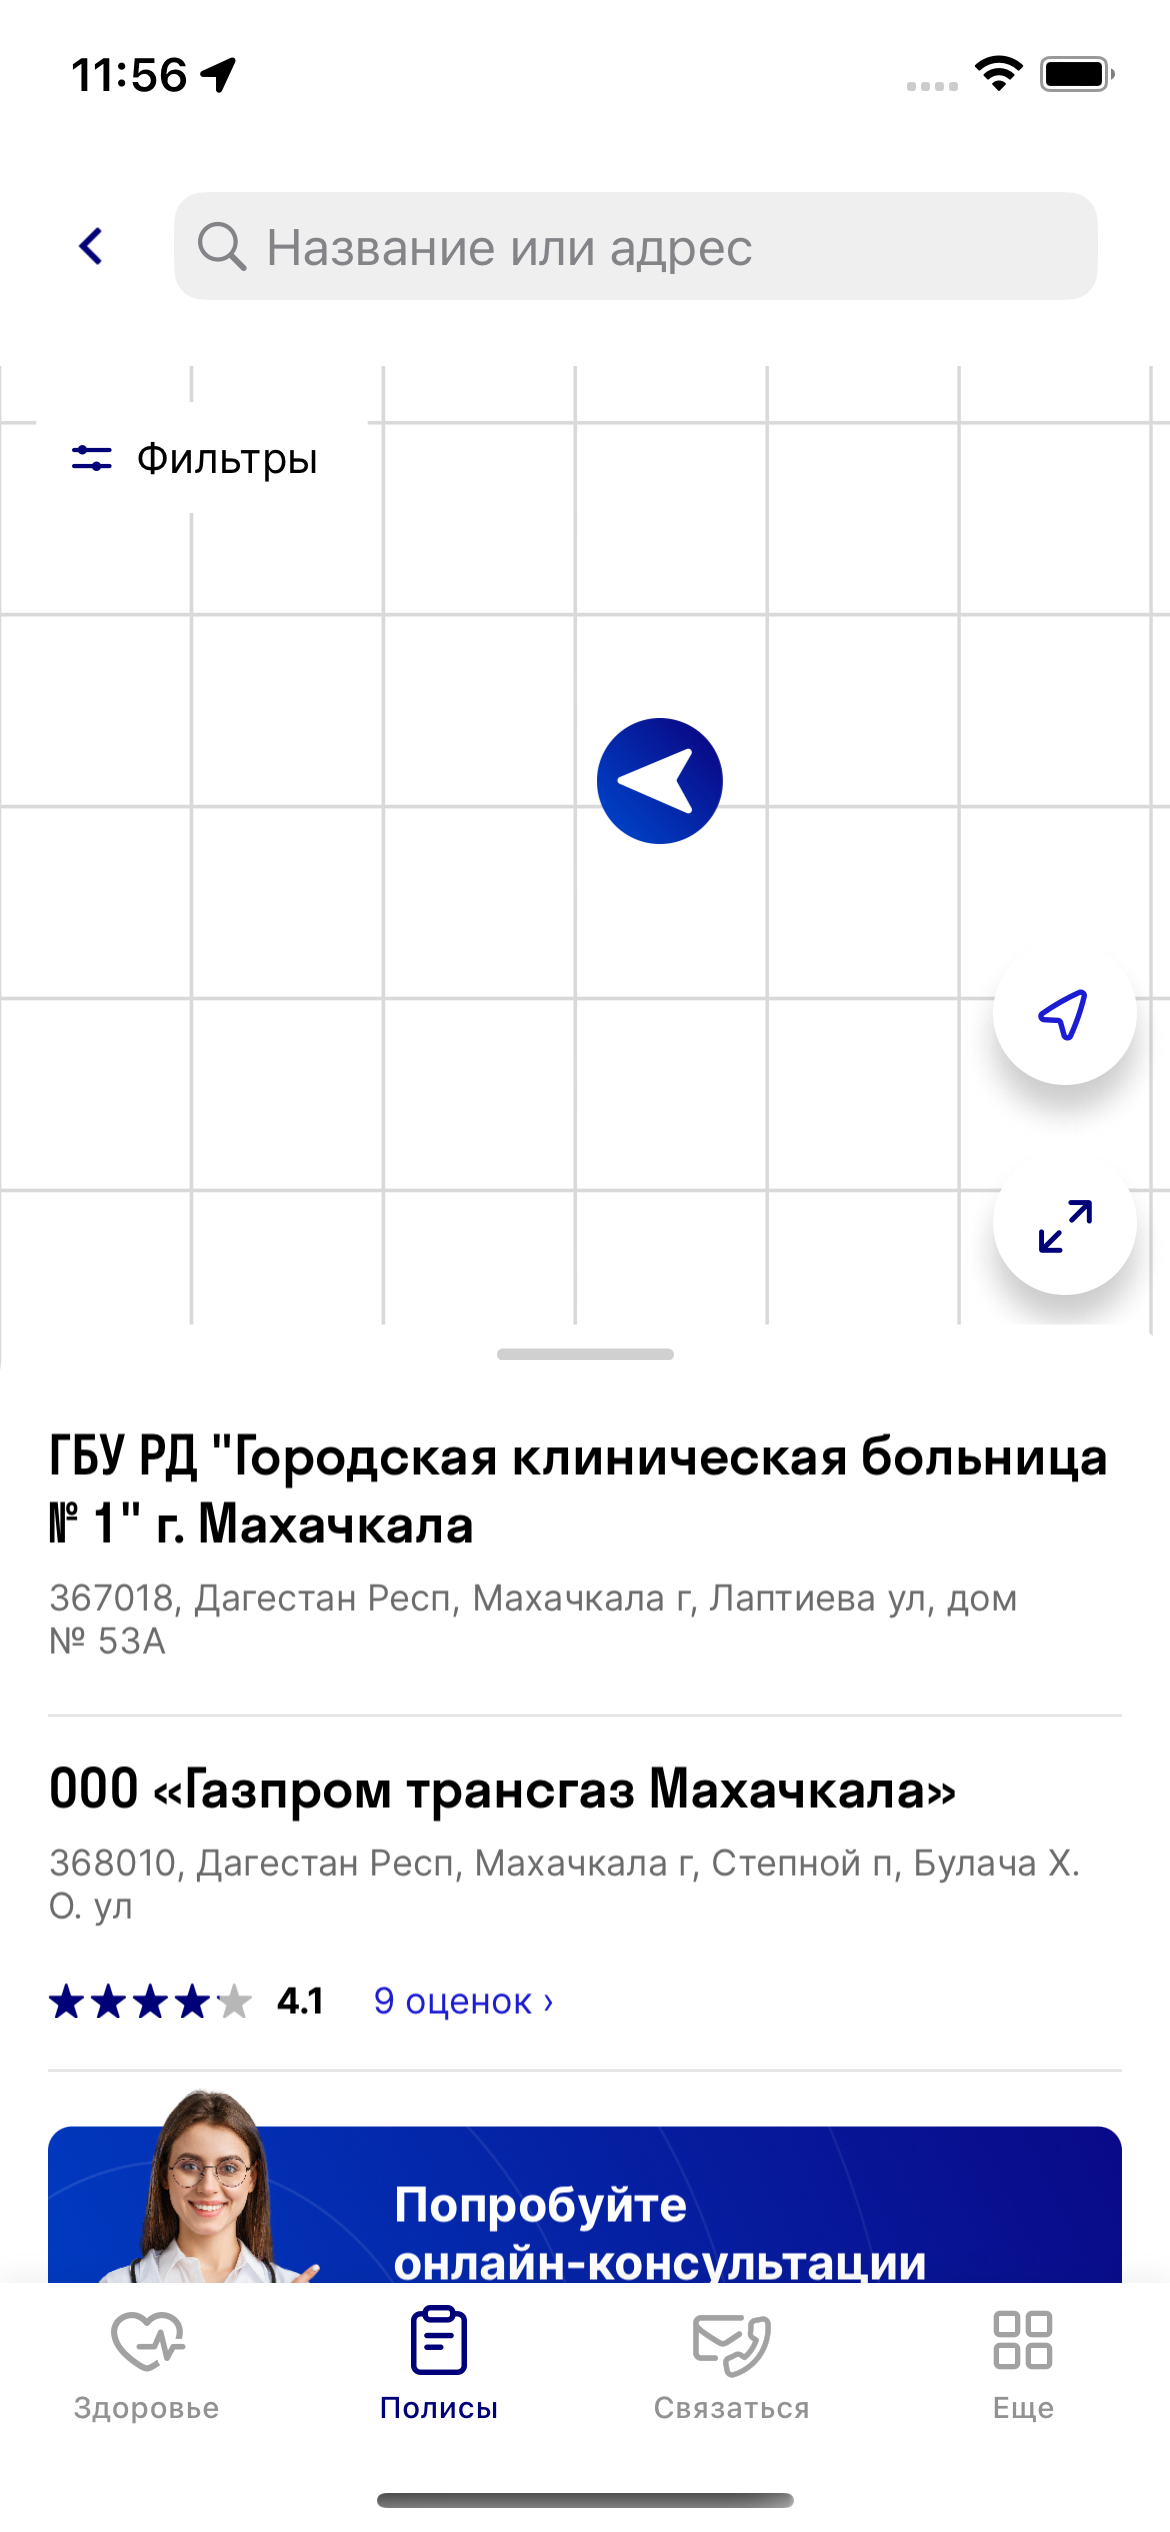 11:56
Название или адрес
Фильтры
ГБУ РД "Городская клиническая больница
№ 1" г. Махачкала
367018, Дагестан Респ, Махачкала г, Лаптиева ул, дом
№ 53А
ООО «Газпром трансгаз Махачкала»
368010, Дагестан Респ, Махачкала г, Степной п, Булача Х.
О. ул
4.1 9 оценок ›
Попробуйте
онлайн-консультации
Здоровье Полисы Связаться Еще